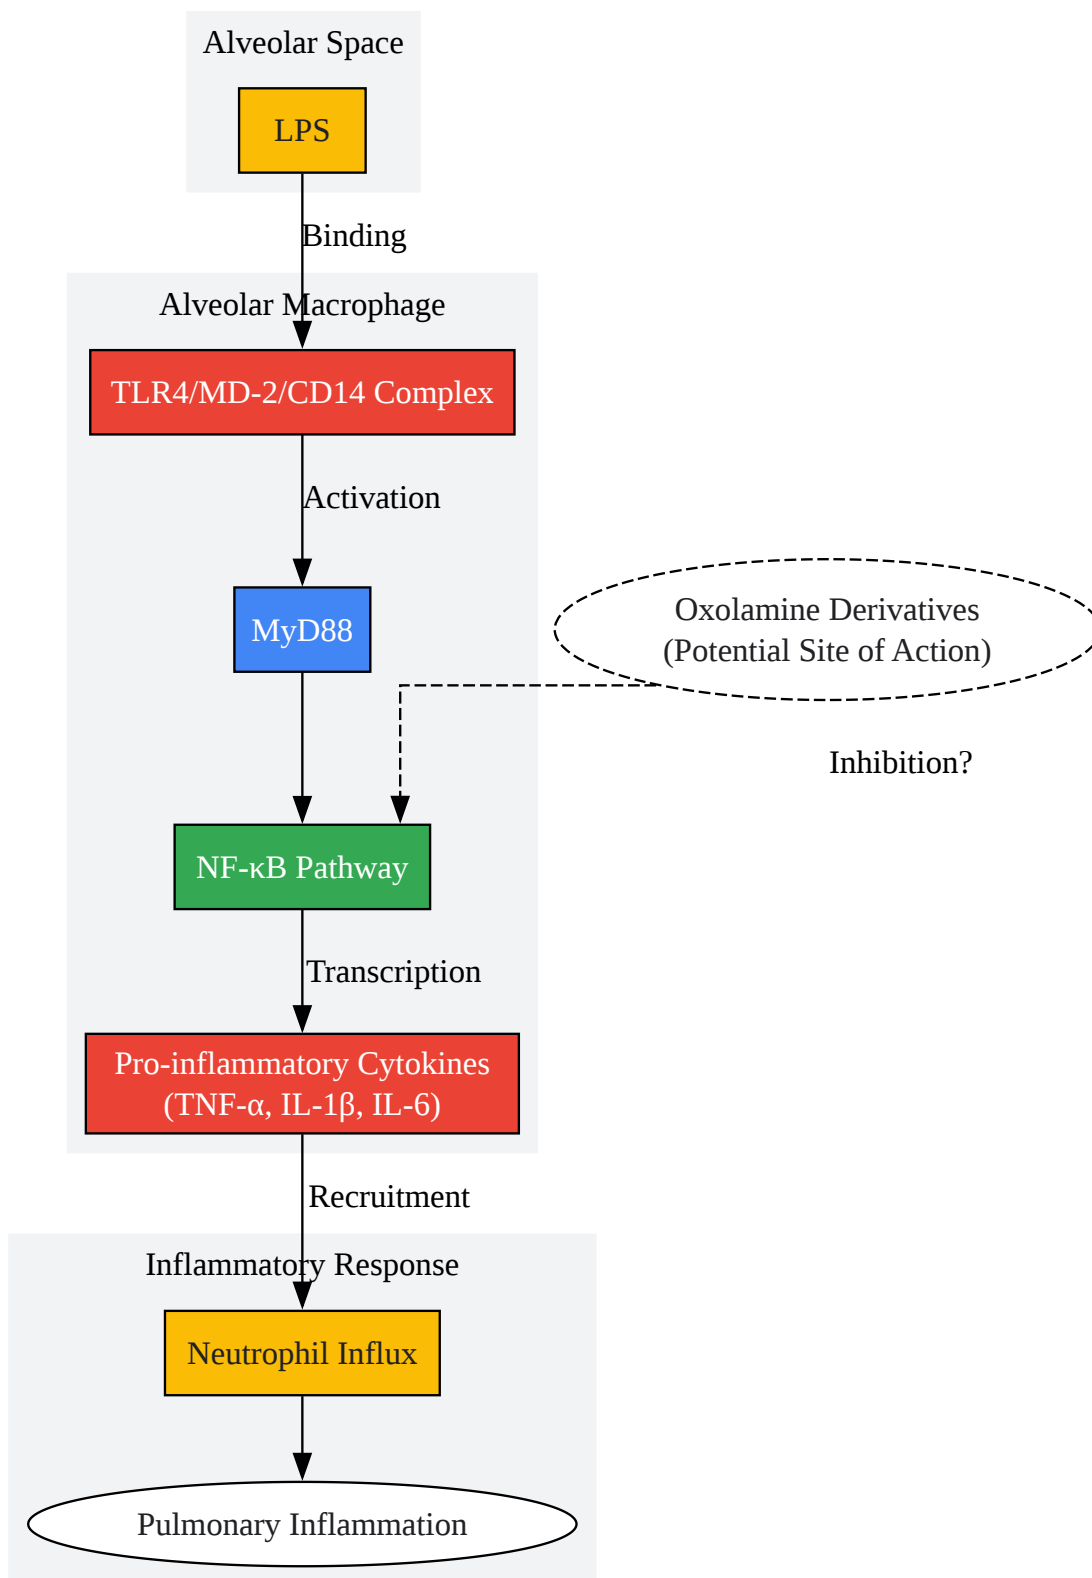 Alveolar Space
LPS
Binding
Alveolar Macrophage
TLR4/MD-2/CD14 Complex
Activation
MyD88
Oxolamine Derivatives
(Potential Site of Action)
Inhibition?
NF-κB Pathway
Transcription
Pro-inflammatory Cytokines
(TNF-α, IL-1β, IL-6)
Recruitment
Inflammatory Response
Neutrophil Influx
Pulmonary Inflammation